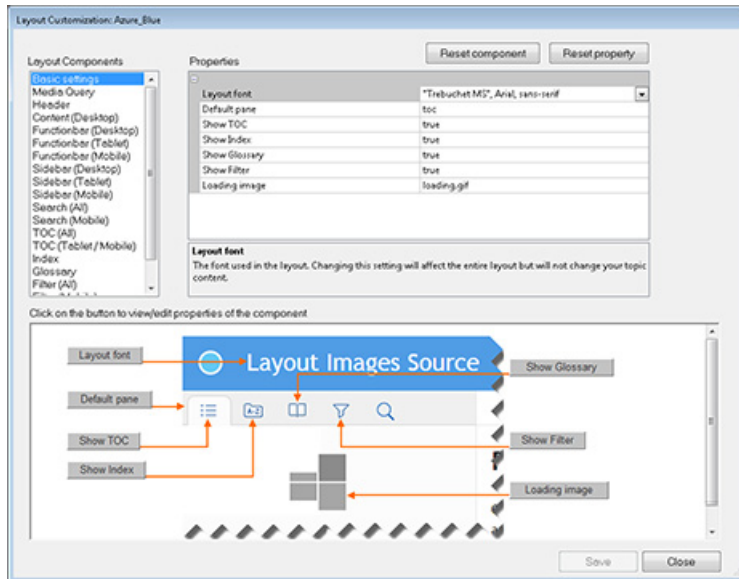 Layout Customization: Azure_Blue
Reset component
Reset property
Layout Components
Properties
Basic settings
Media Query
Header
Content (Desktop)
Functionbar (Desktop)
Functionbar (Tablet)
Functionbar (Mobile)
Sidebar (Desktop)
Sidebar (Tablet)
Sidebar (Mobile)
Search (All)
Search (Mobile)
TOC (All)
TOC (Tablet / Mobile)
Index
Glossary
Filter (All)
Layout font "Trebuchet MS", Arial, sans-serif
Default pane toc
Show TOC true
Show Index true
Show Glossary true
Show Filter true
Loading image loading.gif
Layout font
The font used in the layout. Changing this setting will affect the entire layout but will not change your topic
content.
Click on the button to view/edit properties of the component
Layout font
Layout Images Source
Show Glossary
Default pane
A-Z
Show TOC
Show Filter
Show Index
Loading image
Save
Close